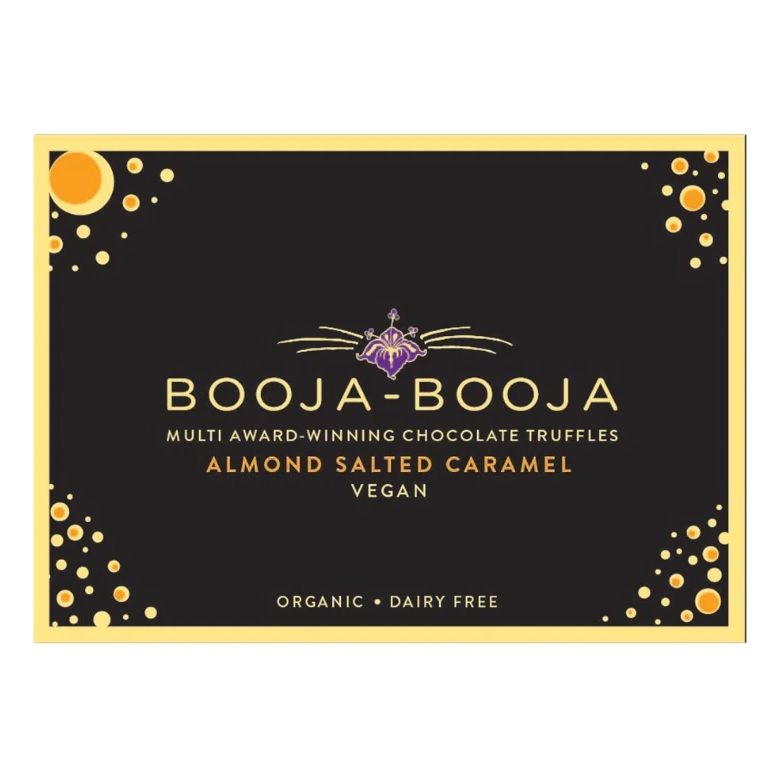 BOOJA-BOOJA
MULTI AWARD-WINNING CHOCOLATE TRUFFLES
ALMOND SALTED CARAMEL
VEGAN
ORGANIC • DAIRY FREE